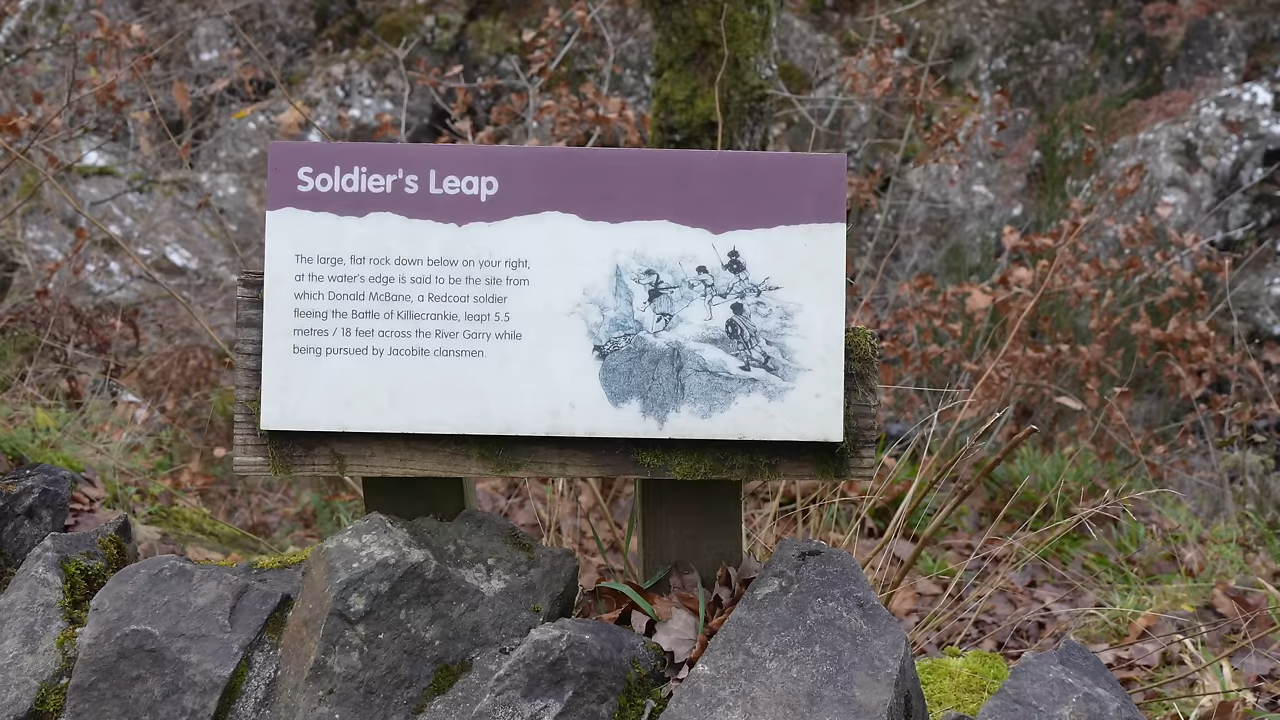 Soldier's Leap
The large, flat rock down below on your right,
at the water's edge is said to be the site from
which Donald McBane, a Redcoat soldier
fleeing the Battle of Killiecrankie, leapt 5.5
metres / 18 feet across the River Garry while
being pursued by Jacobite clansmen.